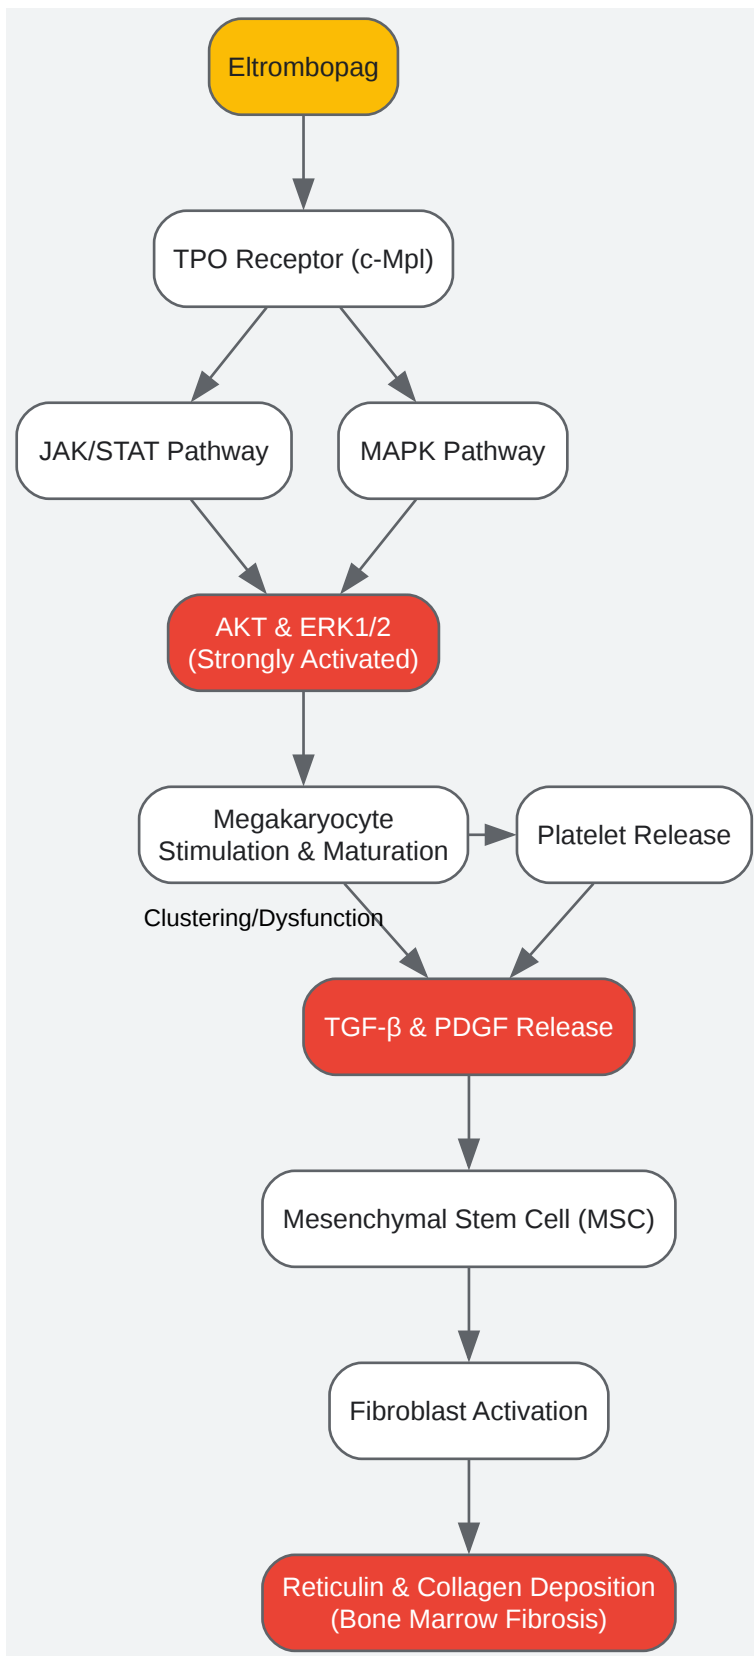 Eltrombopag
TPO Receptor (c-Mpl)
JAK/STAT Pathway
MAPK Pathway
AKT & ERK1/2
(Strongly Activated)
Megakaryocyte
Stimulation & Maturation
Platelet Release
Clustering/Dysfunction
TGF-β & PDGF Release
Mesenchymal Stem Cell (MSC)
Fibroblast Activation
Reticulin & Collagen Deposition
(Bone Marrow Fibrosis)